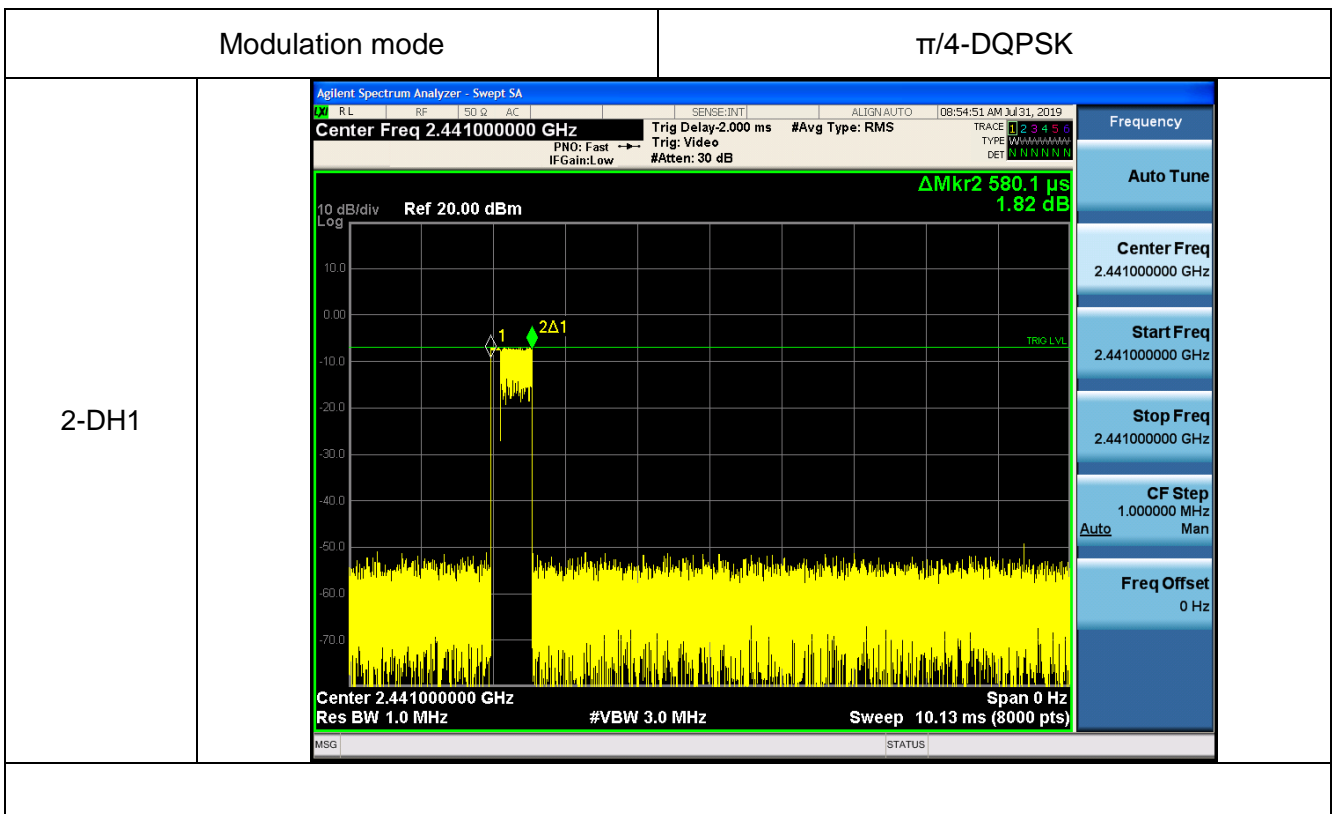 Modulation mode
π/4-DQPSK
2-DH1
Agilent Spectrum Analyzer - Swept SA
LXI RL RF 50 Ω AC SENSE:INT ALIGN AUTO 08:54:51 AM Jul 31, 2019
Center Freq 2.441000000 GHz
PNO: Fast
IFGain:Low
Trig Delay-2.000 ms #Avg Type: RMS
Trig: Video
#Atten: 30 dB
TRACE 1 2 3 4 5 6
TYPE WWWWWW
DET N N N N N N
ΔMkr2 580.1 µs
1.82 dB
10 dB/div Ref 20.00 dBm
Log
10.0
0.00
-10.0
-20.0
-30.0
-40.0
-50.0
-60.0
-70.0
1
2Δ1
TRIG LVL
Center 2.441000000 GHz Span 0 Hz
Res BW 1.0 MHz #VBW 3.0 MHz Sweep 10.13 ms (8000 pts)
MSG STATUS
Frequency
Auto Tune
Center Freq
2.441000000 GHz
Start Freq
2.441000000 GHz
Stop Freq
2.441000000 GHz
CF Step
1.000000 MHz
Auto Man
Freq Offset
0 Hz